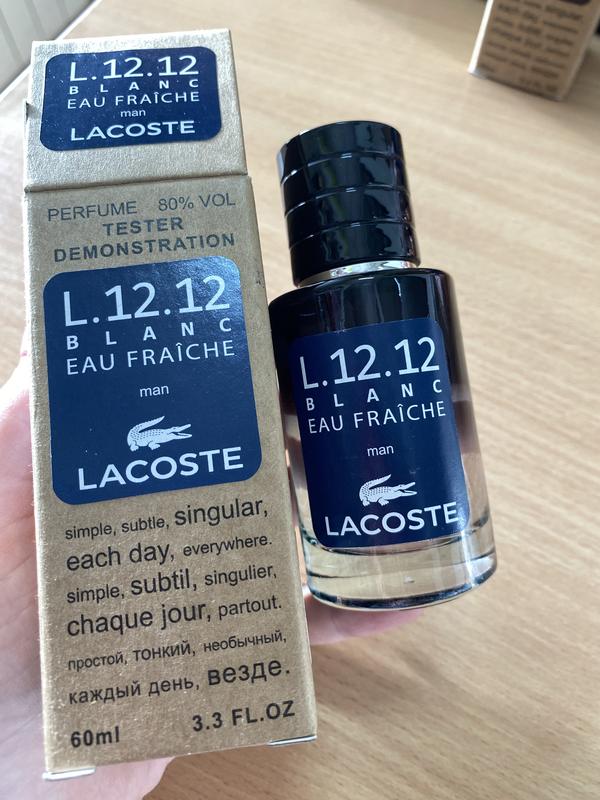 L.12.12
BLANC
EAU FRAÎCHE
man
LACOSTE
PERFUME 80% VOL
TESTER
DEMONSTRATION
L.12.12
BLANC
EAU FRAÎCHE
man
LACOSTE
simple, subtle, singular,
each day, everywhere.
simple, subtil, singulier,
chaque jour, partout.
простой, тонкий, необычный,
каждый день, везде.
60ml 3.3 FL.OZ
L.12.12
BLANC
EAU FRAÎCHE
man
LACOSTE